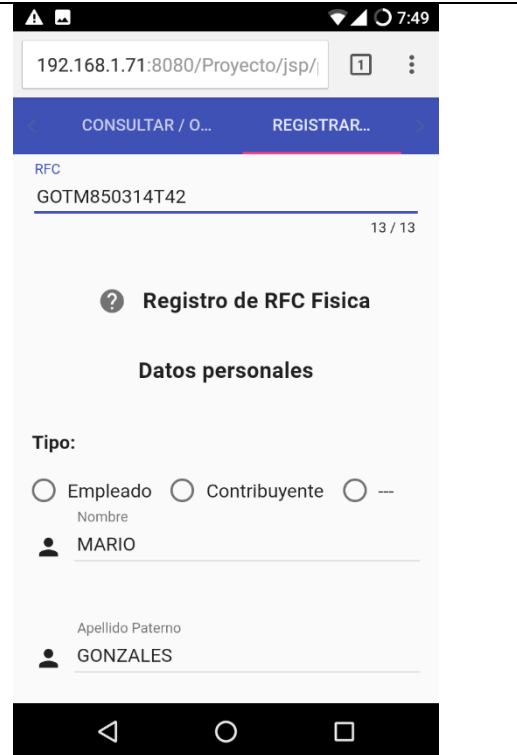 7:49
192.168.1.71:8080/Proyecto/jsp/
1
CONSULTAR / O... REGISTRAR...
RFC
GOTM850314T42
13 / 13
Registro de RFC Fisica
Datos personales
Tipo:
Empleado Contribuyente ---
Nombre
MARIO
Apellido Paterno
GONZALES